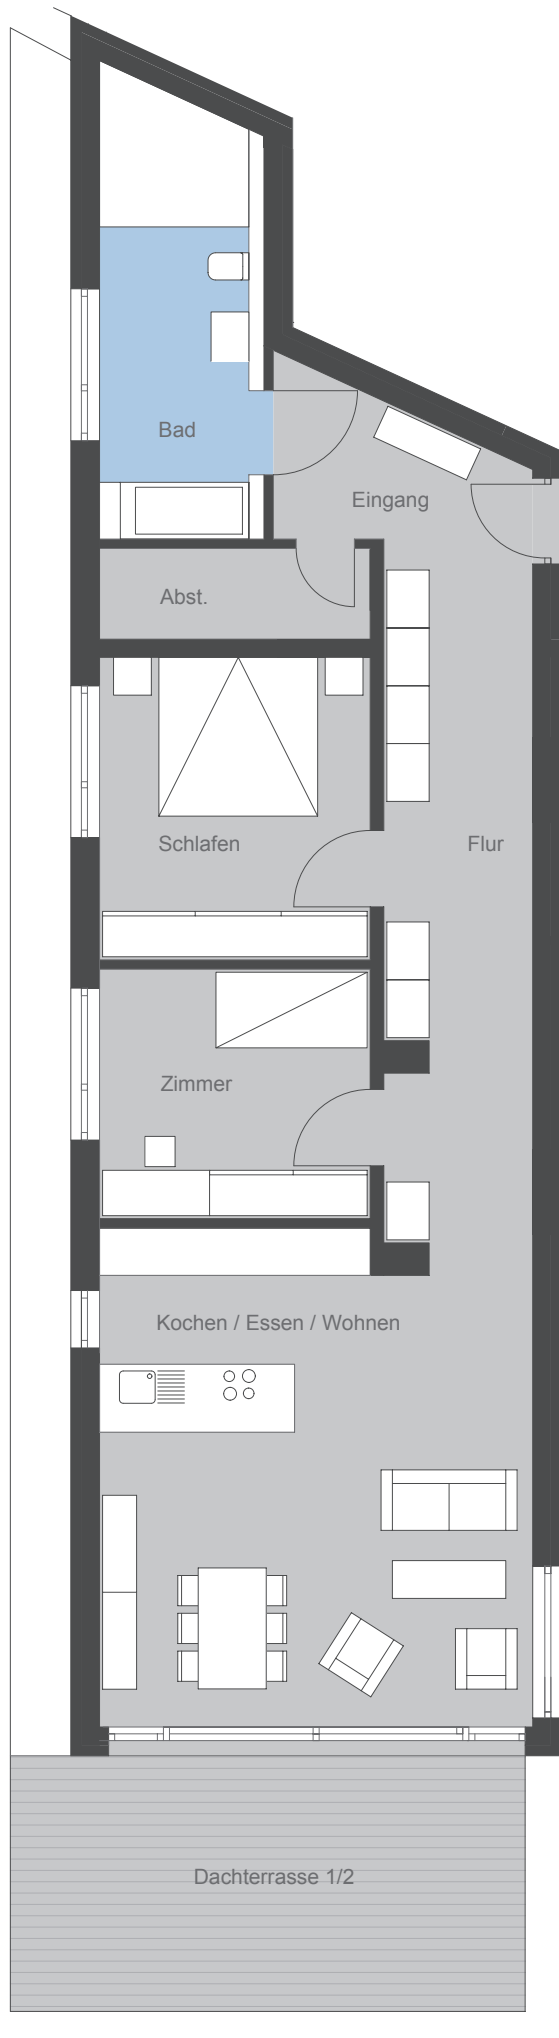 Bad
Eingang
Abst.
Schlafen
Flur
Zimmer
Kochen / Essen / Wohnen
Dachterrasse 1/2